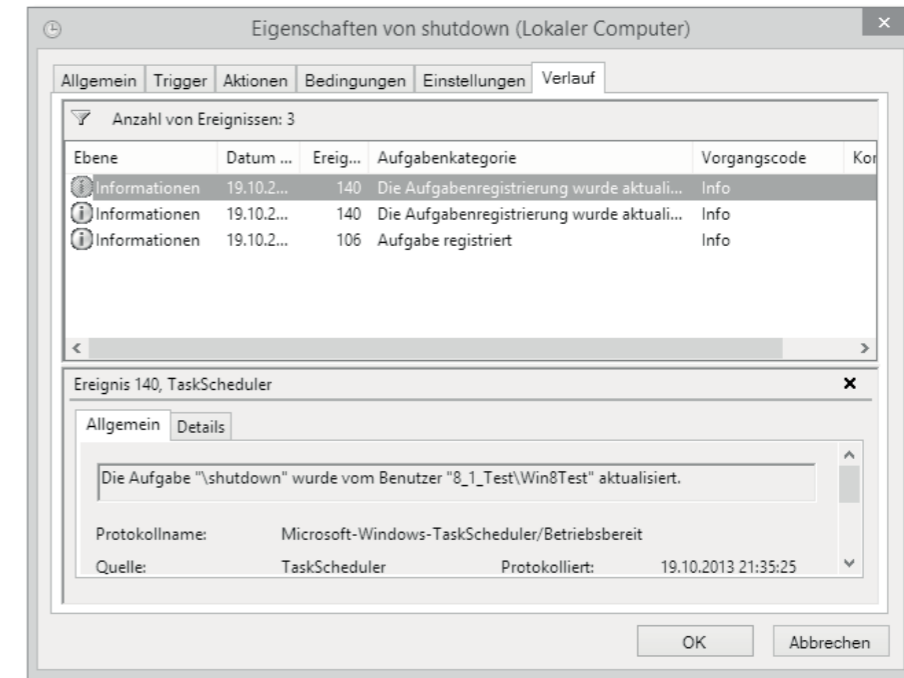 Eigenschaften von shutdown (Lokaler Computer)
Allgemein Trigger Aktionen Bedingungen Einstellungen Verlauf
Anzahl von Ereignissen: 3
Ebene Datum ... Ereig... Aufgabenkategorie Vorgangscode Kor
Informationen 19.10.2... 140 Die Aufgabenregistrierung wurde aktuali... Info
Informationen 19.10.2... 140 Die Aufgabenregistrierung wurde aktuali... Info
Informationen 19.10.2... 106 Aufgabe registriert Info
Ereignis 140, TaskScheduler
Allgemein Details
Die Aufgabe "\shutdown" wurde vom Benutzer "8_1_Test\Win8Test" aktualisiert.
Protokollname: Microsoft-Windows-TaskScheduler/Betriebsbereit
Quelle: TaskScheduler Protokolliert: 19.10.2013 21:35:25
OK Abbrechen